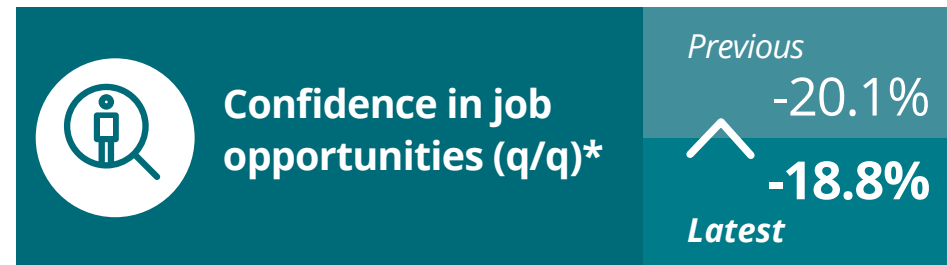 Confidence in job
opportunities (q/q)*
Previous
-20.1%
-18.8%
Latest